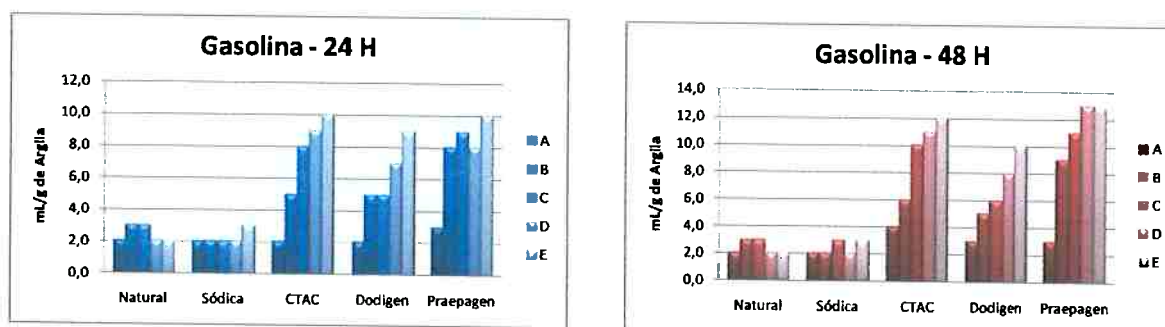 Gasolina - 24 H
mL/g de Argila
12,0
10,0
8,0
6,0
4,0
2,0
0,0
Natural
Sódica
CTAC
Dodigen
Praepagen
A
B
C
D
E
Gasolina - 48 H
mL/g de Argila
14,0
12,0
10,0
8,0
6,0
4,0
2,0
0,0
Natural
Sódica
CTAC
Dodigen
Praepagen
A
B
C
D
E